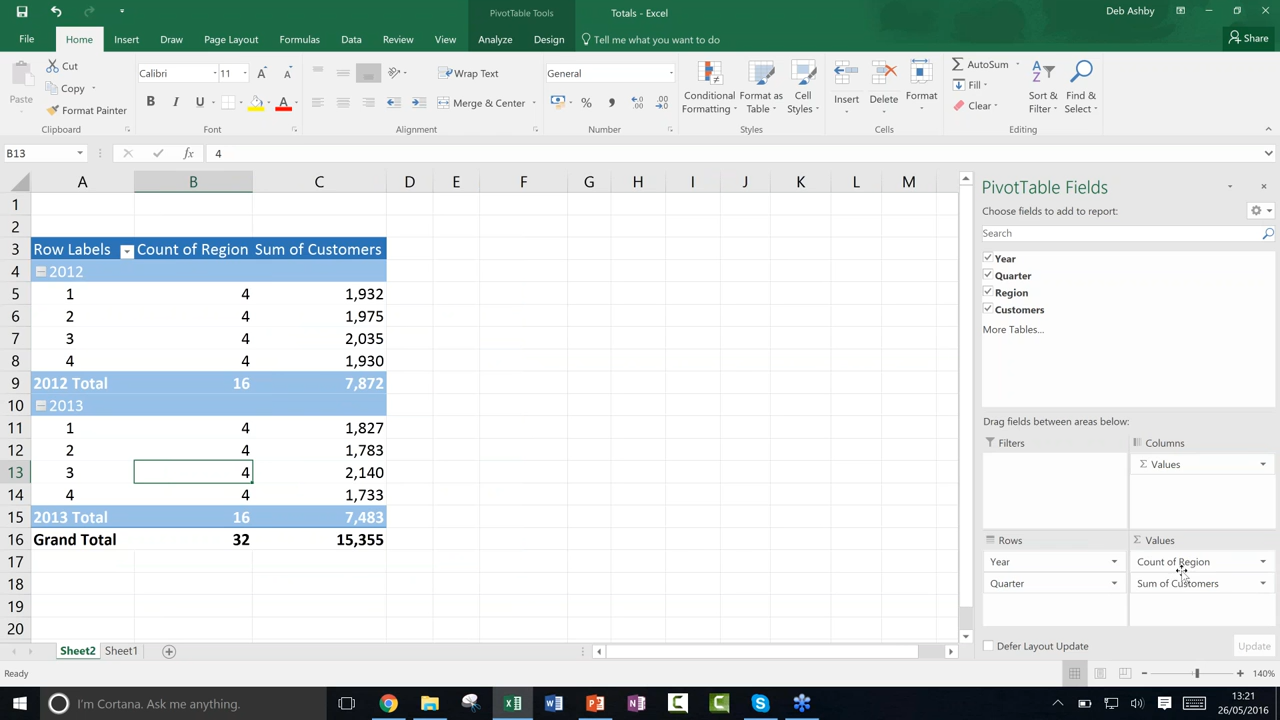 PivotTable Tools Totals - Excel Deb Ashby
File Home Insert Draw Page Layout Formulas Data Review View Analyze Design Tell me what you want to do Share
Paste
Cut
Copy
Format Painter
Clipboard
Calibri 11
B I U A
Font
Wrap Text
Merge & Center
Alignment
General
%
Number
Conditional Formatting
Format as Table
Cell Styles
Styles
Insert
Delete
Format
Cells
AutoSum
Fill
Clear
Sort & Filter
Find & Select
Editing
B13 fx 4
A B C D E F G H I J K L M
1
2
3 Row Labels Count of Region Sum of Customers
4 2012
5 1 4 1,932
6 2 4 1,975
7 3 4 2,035
8 4 4 1,930
9 2012 Total 16 7,872
10 2013
11 1 4 1,827
12 2 4 1,783
13 3 4 2,140
14 4 4 1,733
15 2013 Total 16 7,483
16 Grand Total 32 15,355
17
18
19
20
PivotTable Fields
Choose fields to add to report:
Search
Year
Quarter
Region
Customers
More Tables...
Drag fields between areas below:
Filters
Columns
Σ Values
Rows
Year
Quarter
Σ Values
Count of Region
Sum of Customers
Defer Layout Update Update
Sheet2 Sheet1
Ready 140%
I'm Cortana. Ask me anything.
13:21
26/05/2016